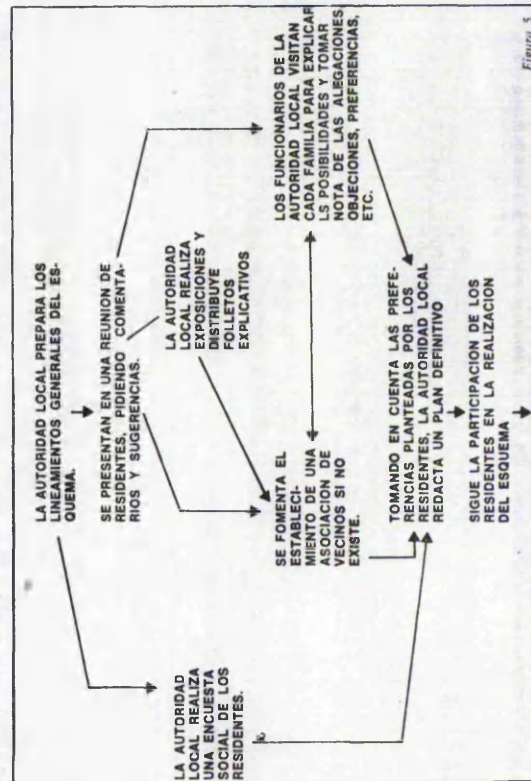 LA AUTORIDAD LOCAL PREPARA LOS
LINEAMIENTOS GENERALES DEL ES-
QUEMA.
SE PRESENTAN EN UNA REUNION DE
RESIDENTES, PIDIENDO COMENTA-
RIOS Y SUGERENCIAS.
LA AUTORIDAD
LOCAL REALIZA
UNA ENCUESTA
SOCIAL DE LOS
RESIDENTES.
LA AUTORIDAD
LOCAL REALIZA
EXPOSICIONES Y
DISTRIBUYE
FOLLETOS
EXPLICATIVOS
SE FOMENTA EL
ESTABLECI-
MIENTO DE UNA
ASOCIACION DE
VECINOS SI NO
EXISTE.
LOS FUNCIONARIOS DE LA
AUTORIDAD LOCAL VISITAN
CADA FAMILIA PARA EXPLICAR
LS POSIBILIDADES Y TOMAR
NOTA DE LAS ALEGACIONES,
OBJECIONES, PREFERENCIAS,
ETC.
TOMANDO EN CUENTA LAS PREFE-
RENCIAS PLANTEADAS POR LOS
RESIDENTES, LA AUTORIDAD LOCAL
REDACTA UN PLAN DEFINITIVO
SIGUE LA PARTICIPACION DE LOS
RESIDENTES EN LA REALIZACION
DEL ESQUEMA
Figura 5